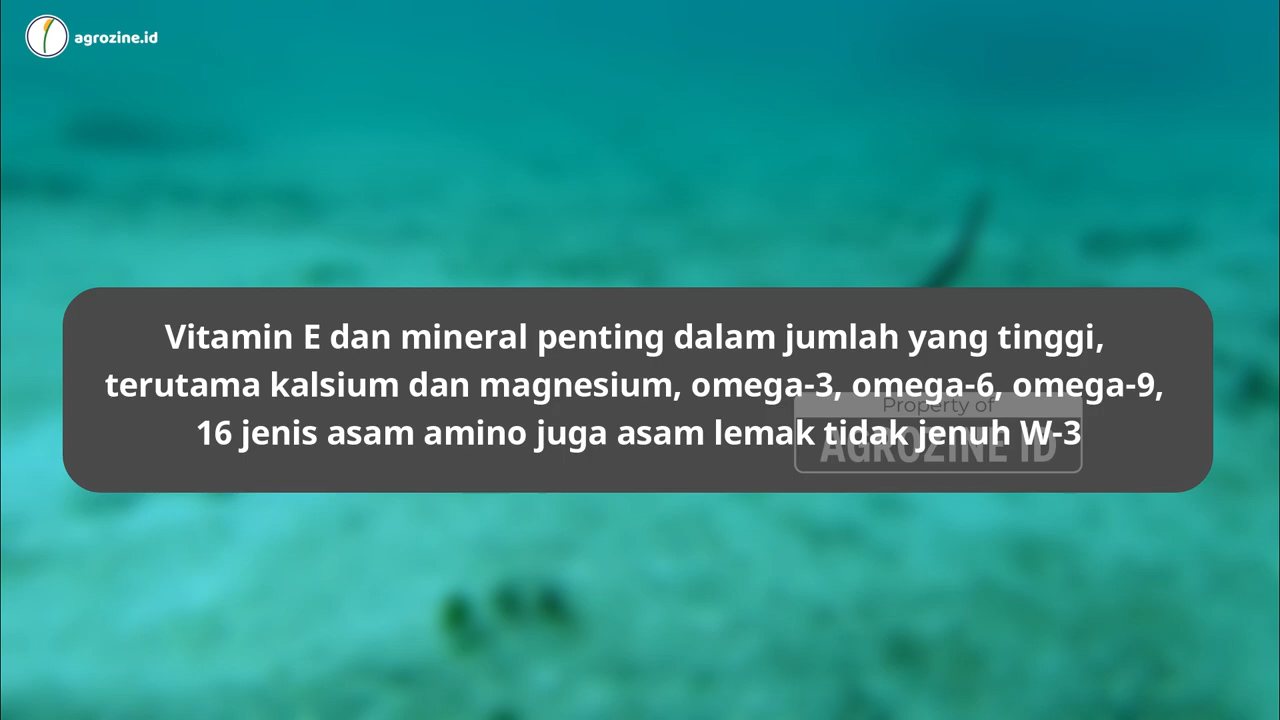 agrozine.id
Vitamin E dan mineral penting dalam jumlah yang tinggi,
terutama kalsium dan magnesium, omega-3, omega-6, omega-9,
Property of
16 jenis asam amino juga asam lemak tidak jenuh W-3
AGROZINE ID